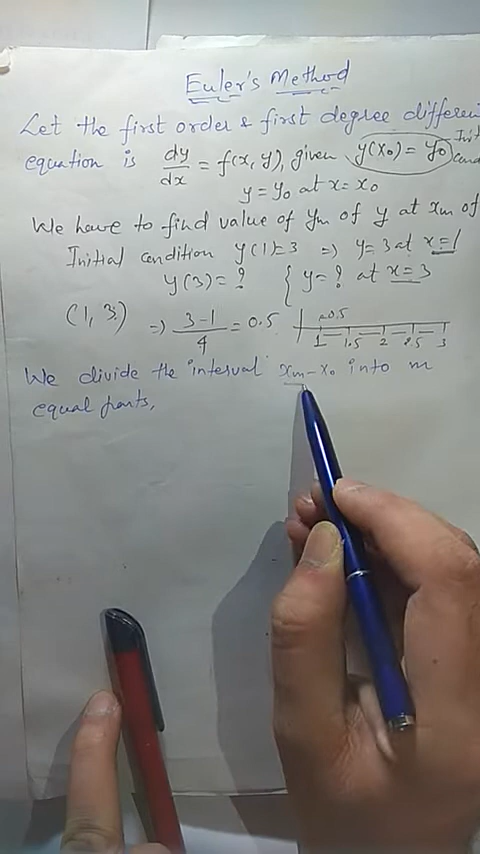 Euler's Method
Let the first order & first degree differen
equation is dy/dx = f(x, y), given y(x₀) = y₀
y = y₀ at x = x₀
We have to find value of yₘ of y at xₘ of
Initial condition y(1)=3 => y=3 at x=1
y(3)=? { y=? at x=3
(1, 3) => 3-1/4 = 0.5 0.5
1 1.5 2 2.5 3
We divide the interval xₘ-x₀ into m
equal parts,